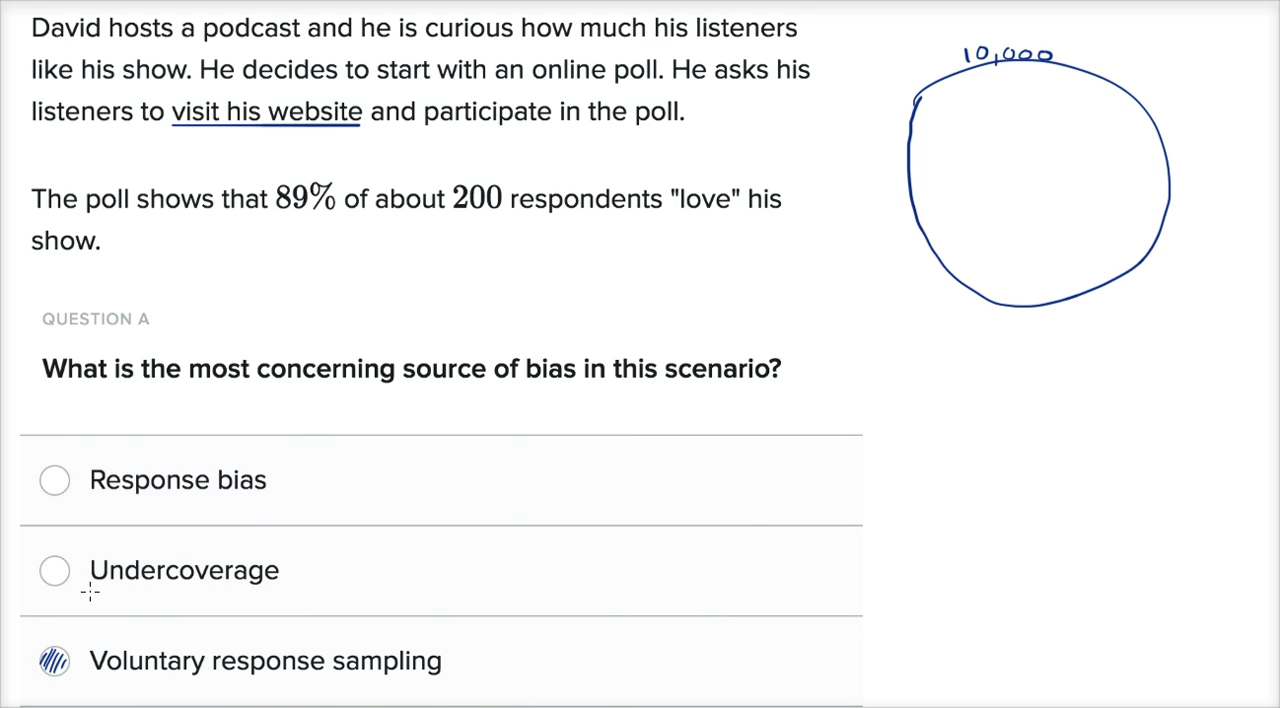 David hosts a podcast and he is curious how much his listeners
like his show. He decides to start with an online poll. He asks his
listeners to visit his website and participate in the poll.
The poll shows that 89% of about 200 respondents "love" his
show.
10,000
QUESTION A
What is the most concerning source of bias in this scenario?
Response bias
Undercoverage
Voluntary response sampling